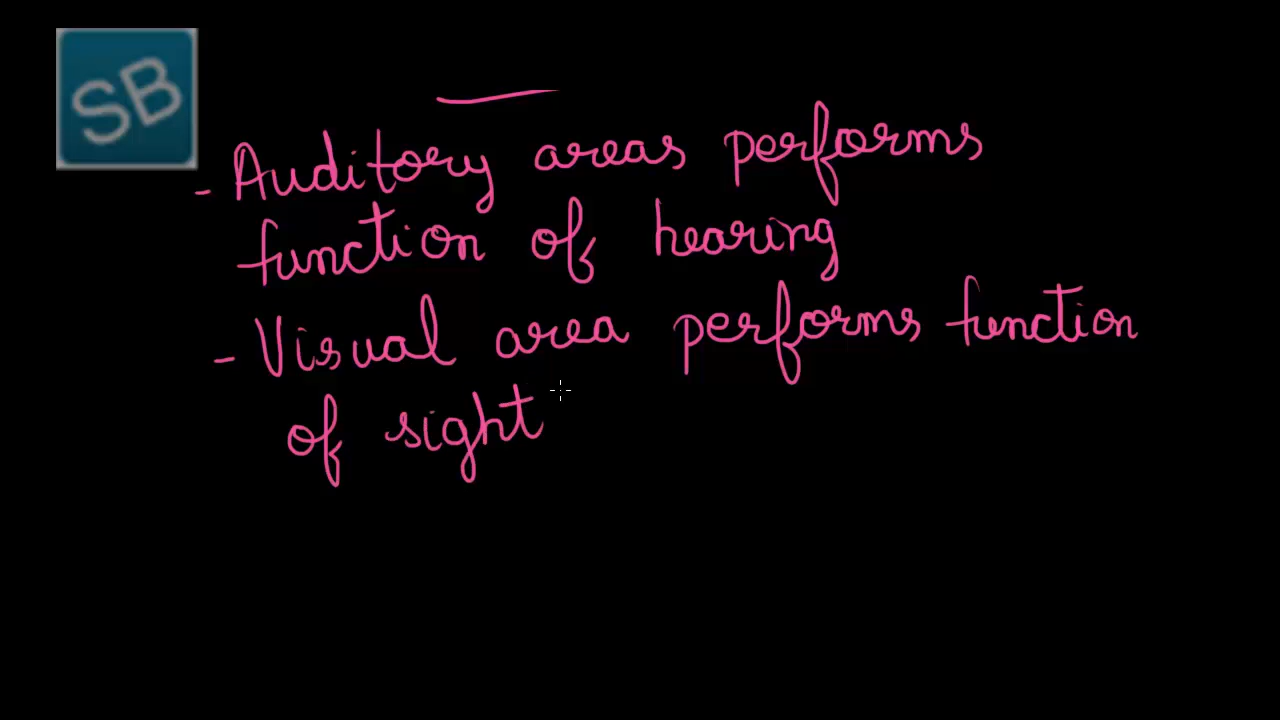 SB
- Auditory areas performs
function of hearing
- Visual area performs function
of sight